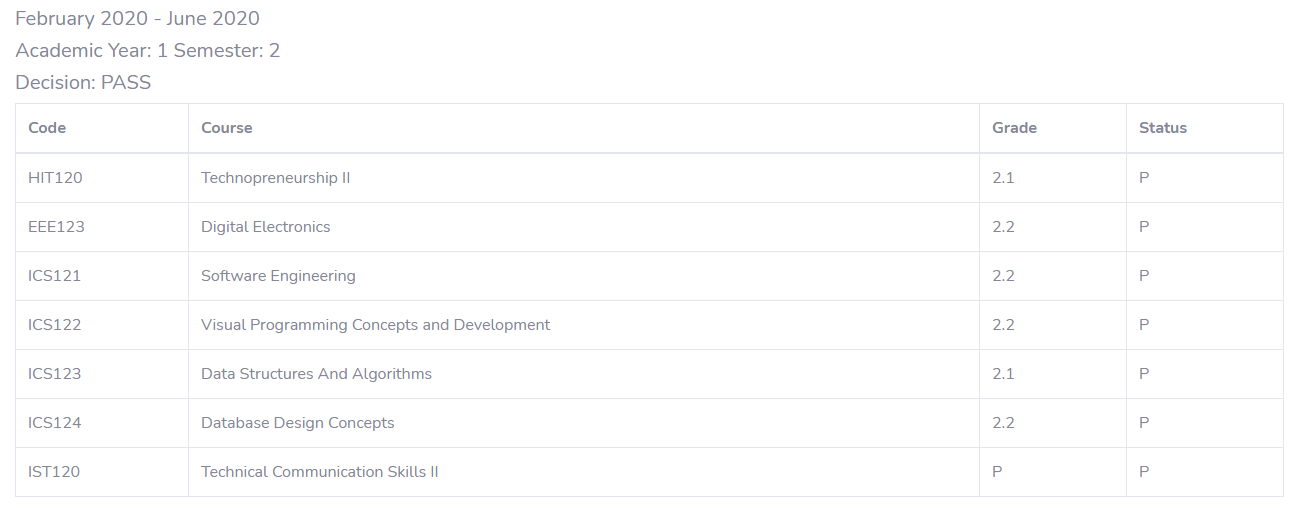 February 2020 - June 2020
Academic Year: 1 Semester: 2
Decision: PASS
Code Course Grade Status
HIT120 Technopreneurship II 2.1 P
EEE123 Digital Electronics 2.2 P
ICS121 Software Engineering 2.2 P
ICS122 Visual Programming Concepts and Development 2.2 P
ICS123 Data Structures And Algorithms 2.1 P
ICS124 Database Design Concepts 2.2 P
IST120 Technical Communication Skills II P P